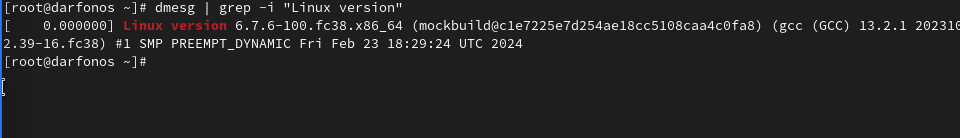 [root@darfonos ~]# dmesg | grep -i "Linux version"
[    0.000000] Linux version 6.7.6-100.fc38.x86_64 (mockbuild@c1e7225e7d254ae18cc5108caa4c0fa8) (gcc (GCC) 13.2.1 202310
2.39-16.fc38) #1 SMP PREEMPT_DYNAMIC Fri Feb 23 18:29:24 UTC 2024
[root@darfonos ~]#